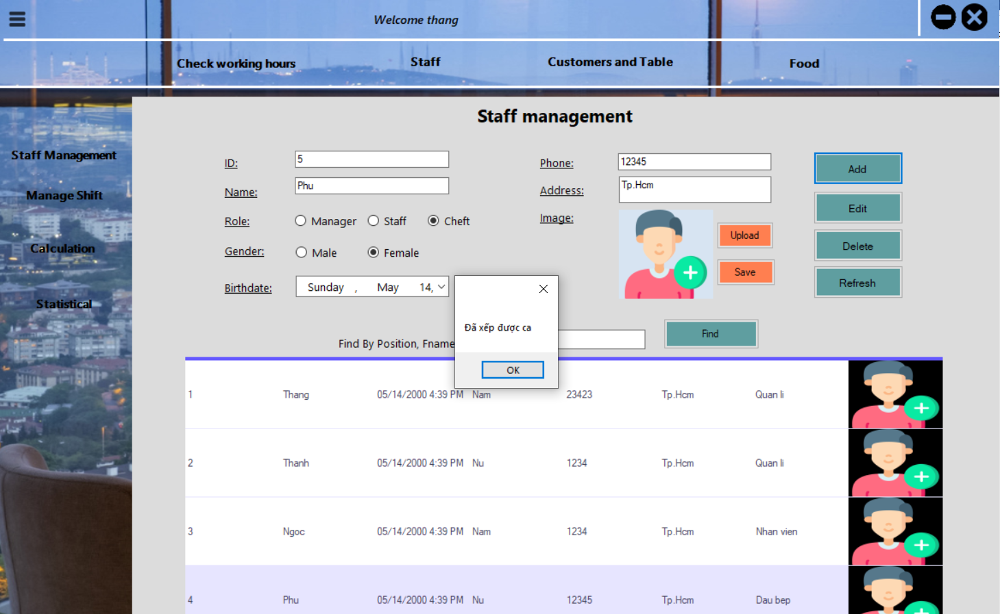 Welcome thang
Check working hours Staff Customers and Table Food
Staff management
Staff Management
Manage Shift
Calculation
Statistical
ID: 5
Name: Phu
Role: Manager Staff Cheft
Gender: Male Female
Birthdate: Sunday , May 14,
Phone: 12345
Address: Tp.Hcm
Image:
Upload
Save
Add
Edit
Delete
Refresh
Đã xếp được ca
OK
Find By Position, Fname
Find
1 Thang 05/14/2000 4:39 PM Nam 23423 Tp.Hcm Quan li
2 Thanh 05/14/2000 4:39 PM Nu 1234 Tp.Hcm Quan li
3 Ngoc 05/14/2000 4:39 PM Nam 1234 Tp.Hcm Nhan vien
4 Phu 05/14/2000 4:39 PM Nu 12345 Tp.Hcm Dau bep